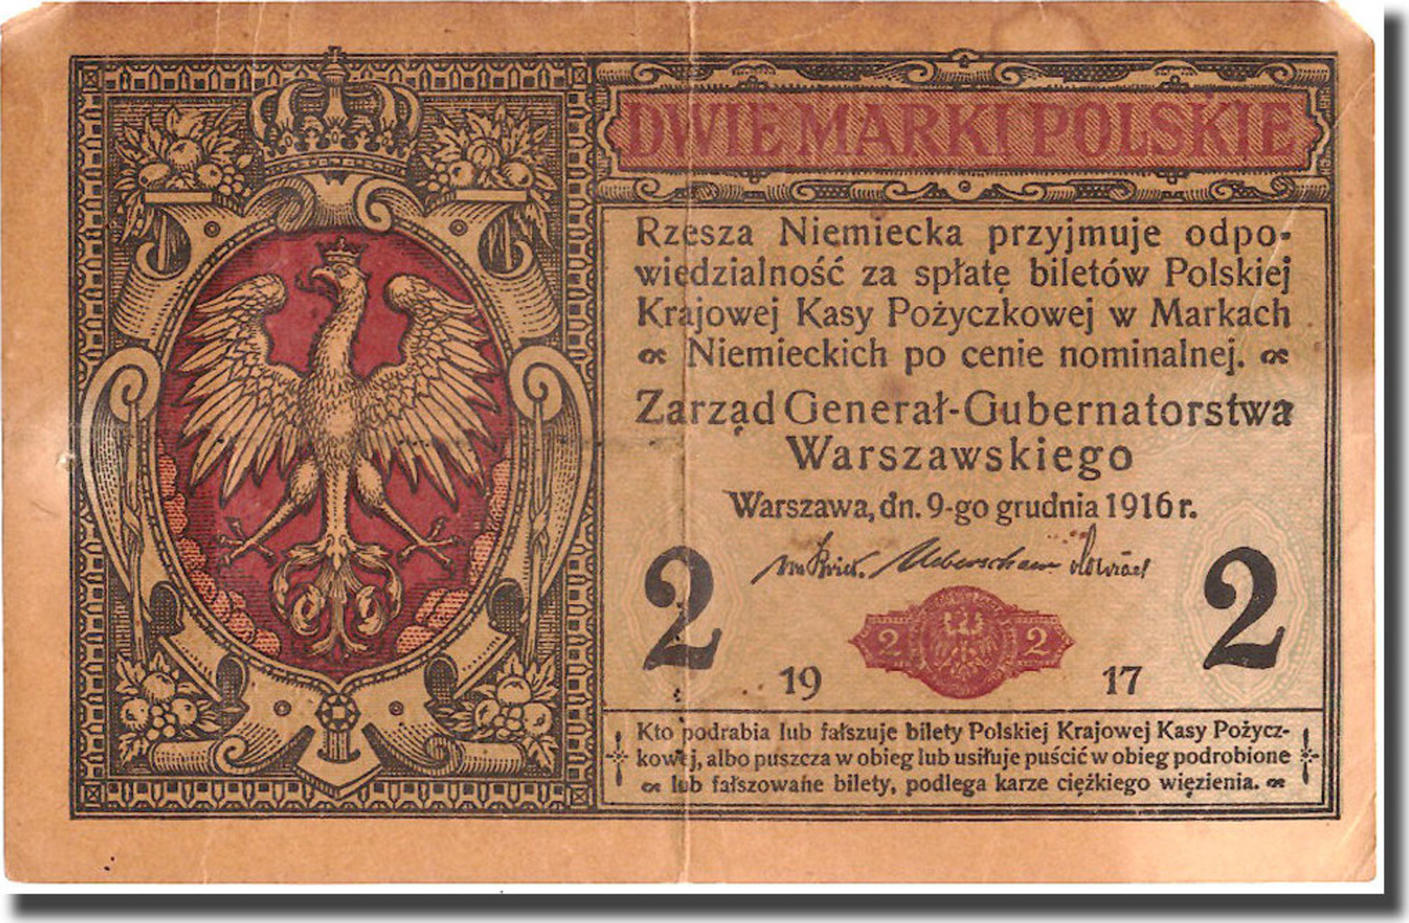 DWIE MARKI POLSKIE
Rzesza Niemiecka przyjmuje odpo-
wiedzialność za spłatę biletów Polskiej
Krajowej Kasy Pożyczkowej w Markach
Niemieckich po cenie nominalnej.
Zarząd Generał-Gubernatorstwa
Warszawskiego
Warszawa, dn. 9-go grudnia 1916 r.
2 2
2 2
19 17
Kto podrabia lub fałszuje bilety Polskiej Krajowej Kasy Pożycz-
kowej, albo puszcza w obieg lub usiłuje puścić w obieg podrobione
lub fałszowane bilety, podlega karze ciężkiego więzienia.